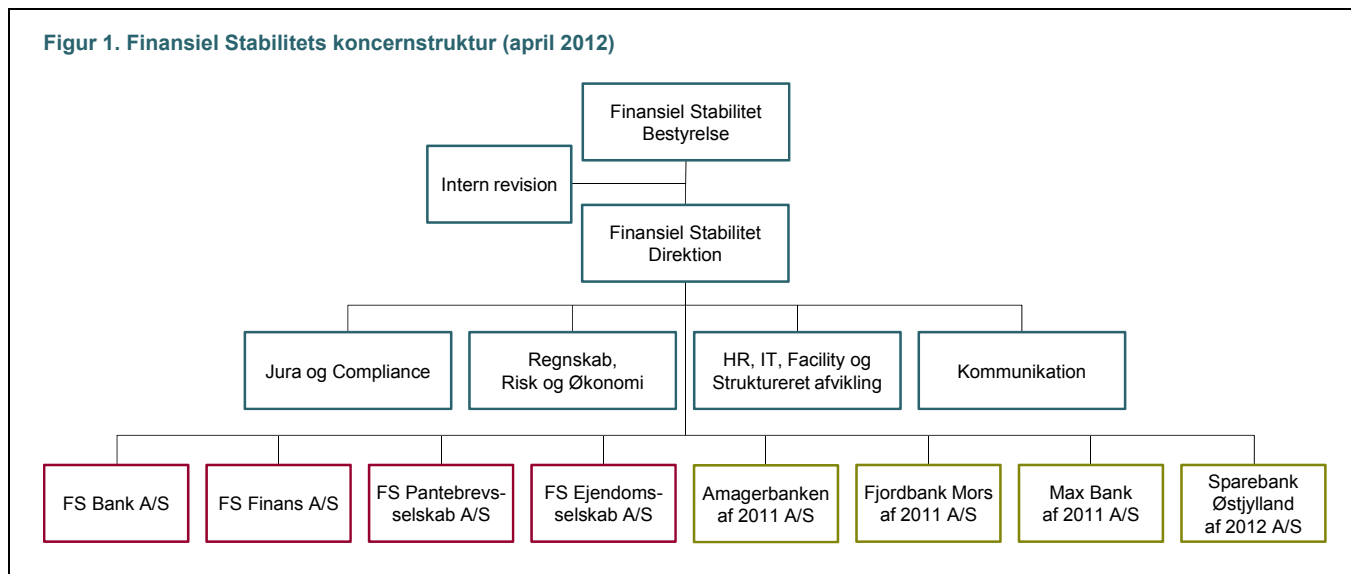 Figur 1. Finansiel Stabilitets koncernstruktur (april 2012)
Finansiel Stabilitet
Bestyrelse
Intern revision
Finansiel Stabilitet
Direktion
Jura og Compliance
Regnskab,
Risk og Økonomi
HR, IT, Facility og
Struktureret afvikling
Kommunikation
FS Bank A/S
FS Finans A/S
FS Pantebrevs-
selskab A/S
FS Ejendoms-
selskab A/S
Amagerbanken
af 2011 A/S
Fjordbank Mors
af 2011 A/S
Max Bank
af 2011 A/S
Sparebank
Østjylland
af 2012 A/S